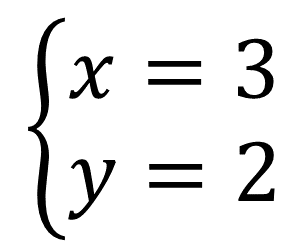 x = 3
y = 2